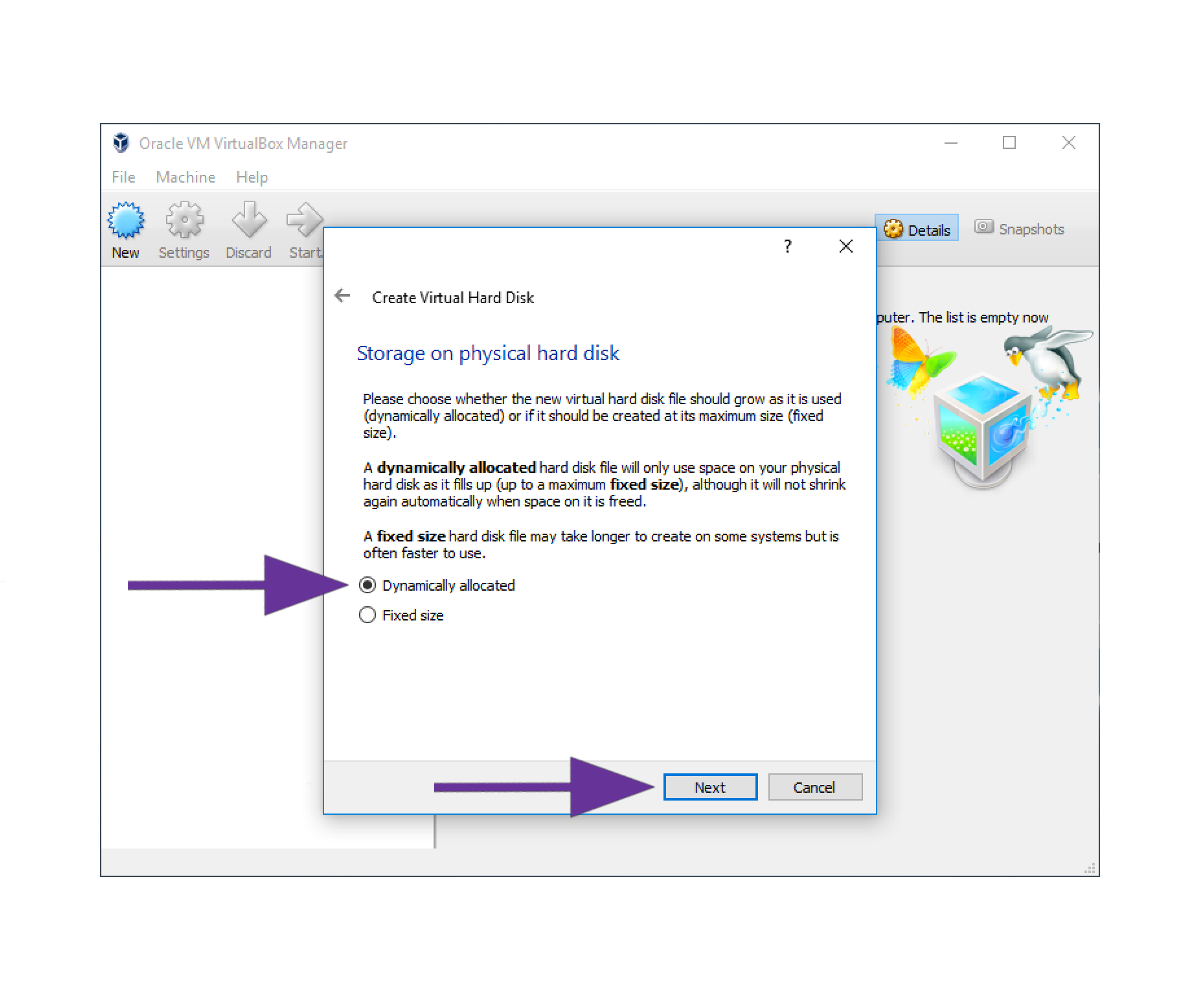 Oracle VM VirtualBox Manager
File Machine Help
New Settings Discard Start
Details Snapshots
?
Create Virtual Hard Disk
puter. The list is empty now
Storage on physical hard disk
Please choose whether the new virtual hard disk file should grow as it is used
(dynamically allocated) or if it should be created at its maximum size (fixed
size).
A dynamically allocated hard disk file will only use space on your physical
hard disk as it fills up (up to a maximum fixed size), although it will not shrink
again automatically when space on it is freed.
A fixed size hard disk file may take longer to create on some systems but is
often faster to use.
Dynamically allocated
Fixed size
Next Cancel